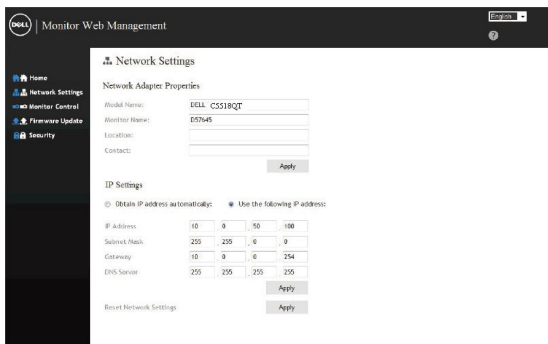 DELL Monitor Web Management
English
?
Home
Network Settings
Monitor Control
Firmware Update
Security
Network Settings
Network Adapter Properties
Model Name: DELL C5518QT
Monitor Name: D57645
Location:
Contact:
Apply
IP Settings
Obtain IP address automatically: Use the following IP address:
IP Address 10 . 0 . 50 . 100
Subnet Mask 255 . 255 . 0 . 0
Gateway 10 . 0 . 0 . 254
DNS Server 255 . 255 . 255 . 255
Apply
Reset Network Settings Apply